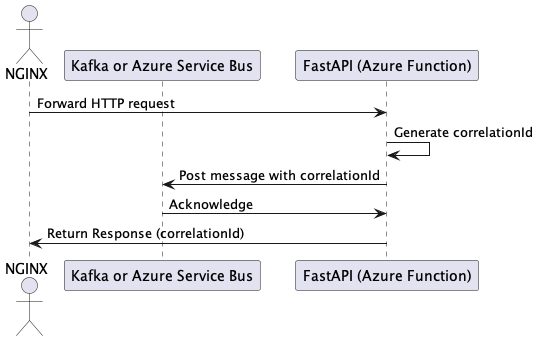 NGINX
Kafka or Azure Service Bus
FastAPI (Azure Function)
Forward HTTP request
Generate correlationId
Post message with correlationId
Acknowledge
Return Response (correlationId)
NGINX
Kafka or Azure Service Bus
FastAPI (Azure Function)